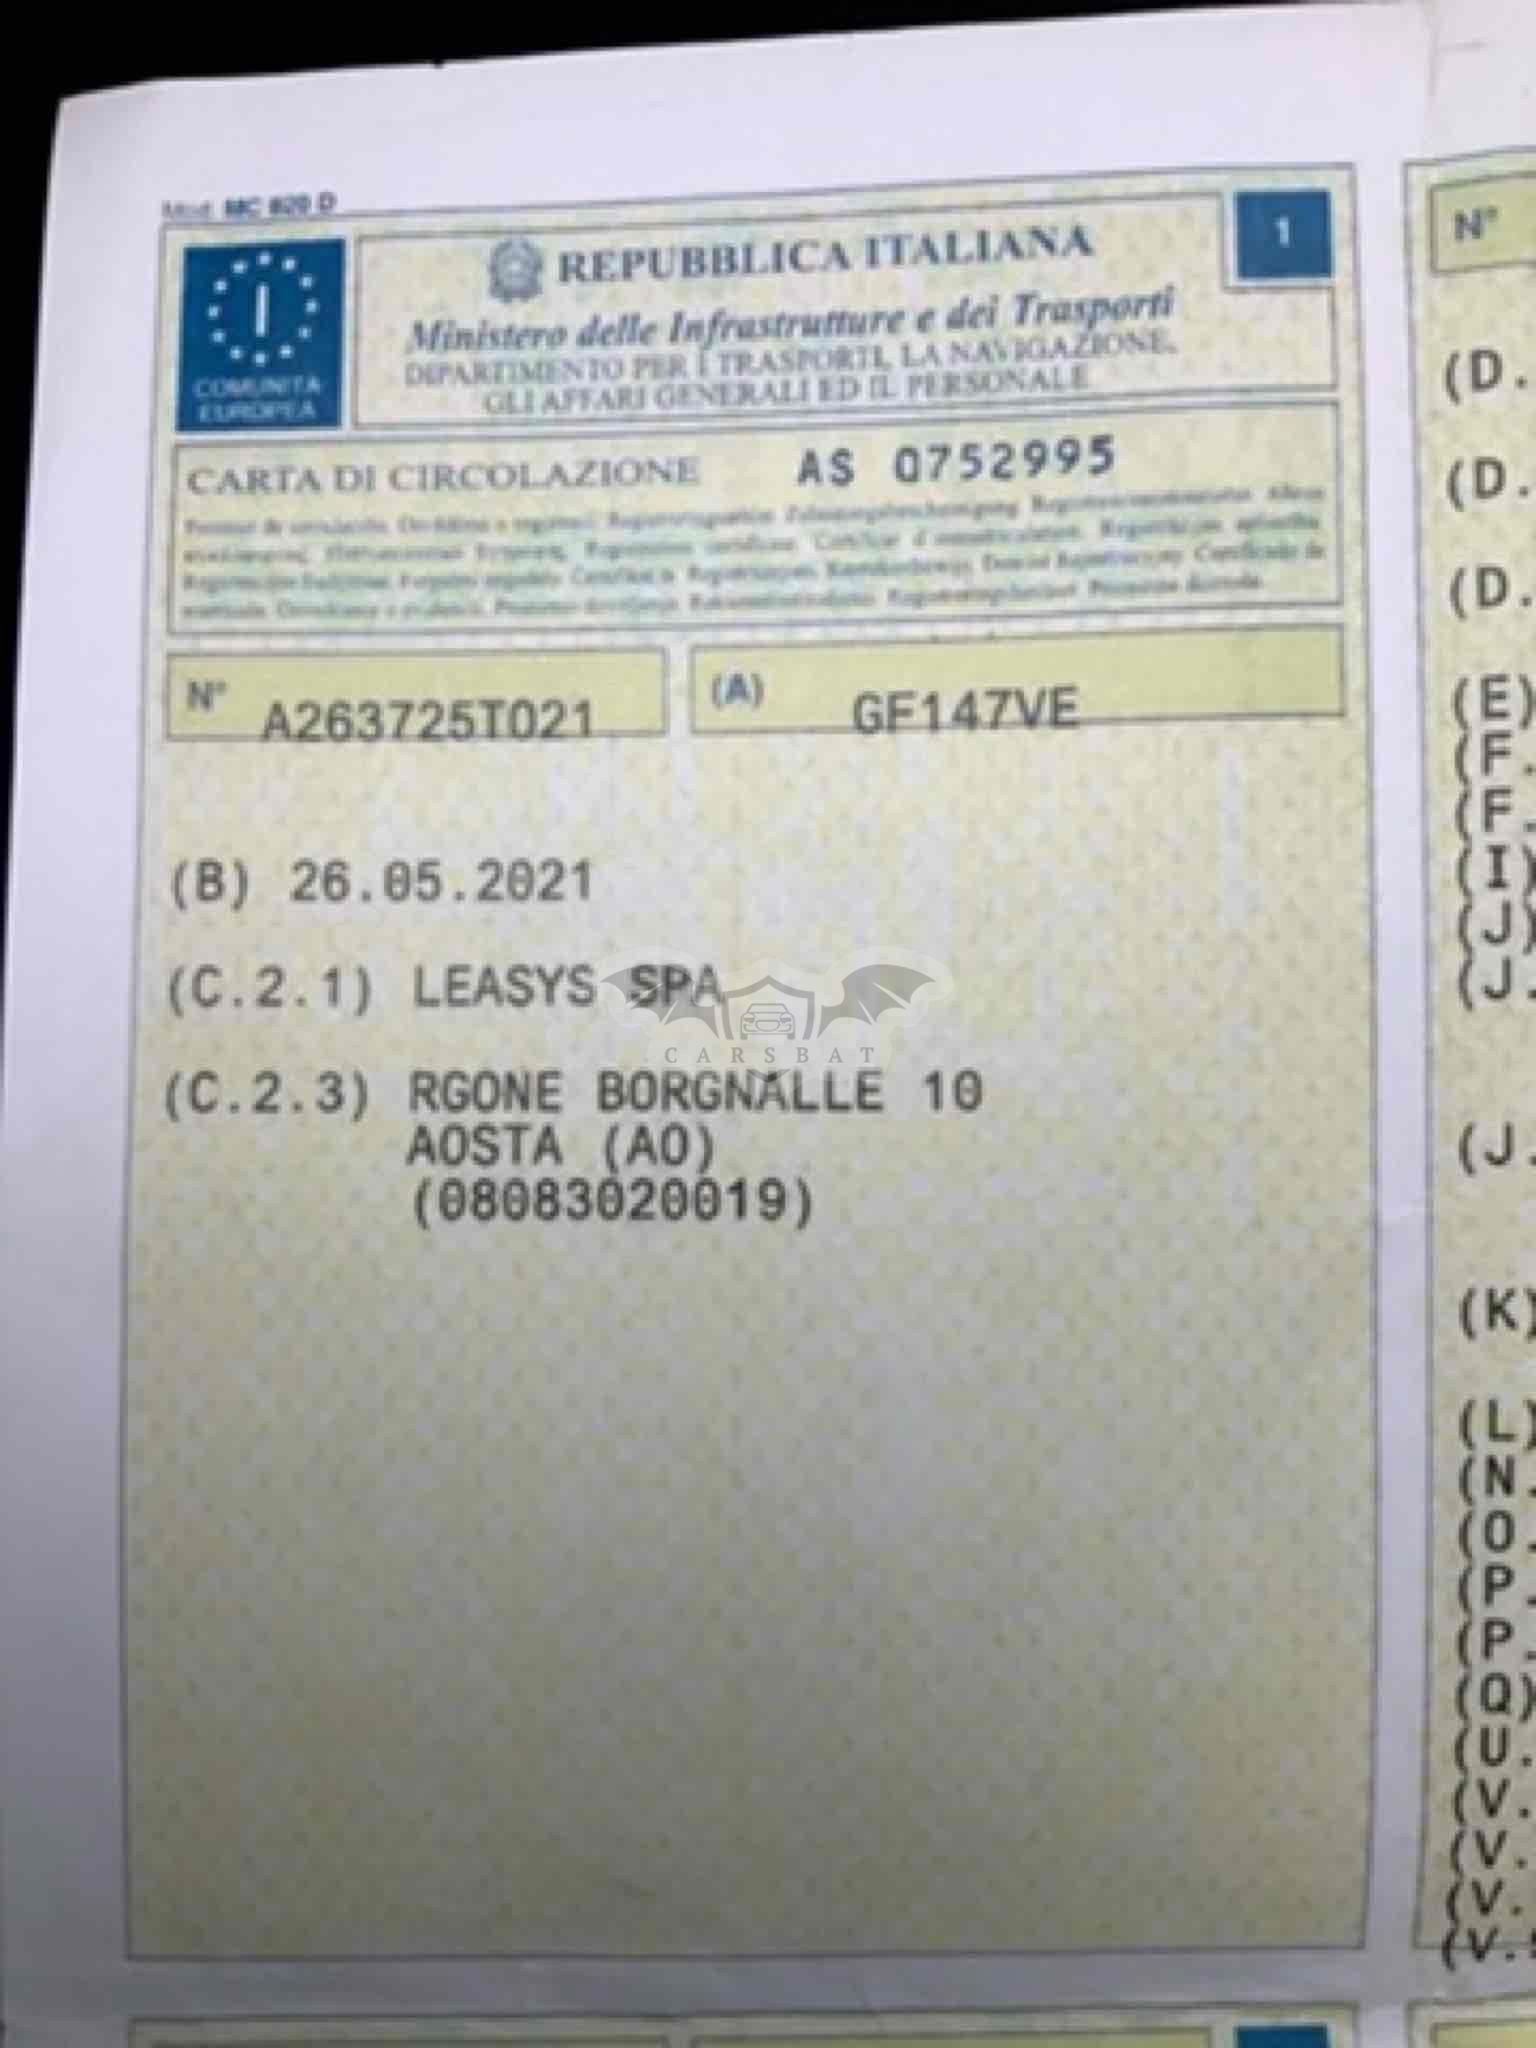 Mod. MC 820 D
I
COMUNITÀ
EUROPEA
REPUBBLICA ITALIANA
1
Ministero delle Infrastrutture e dei Trasporti
DIPARTIMENTO PER I TRASPORTI, LA NAVIGAZIONE,
GLI AFFARI GENERALI ED IL PERSONALE
CARTA DI CIRCOLAZIONE AS 0752995
N° A263725T021
(A) GF147VE
(B) 26.05.2021
(C.2.1) LEASYS SPA
CARSBAT
(C.2.3) RGONE BORGNALLE 10
AOSTA (AO)
(08083020019)
N°
(D.
(D.
(D.
(E)
(F.
(F.
(I)
(J)
(J.
(J.
(K)
(L)
(N.
(O.
(P.
(P.
(Q)
(U.
(V.
(V.
(V.
(V.